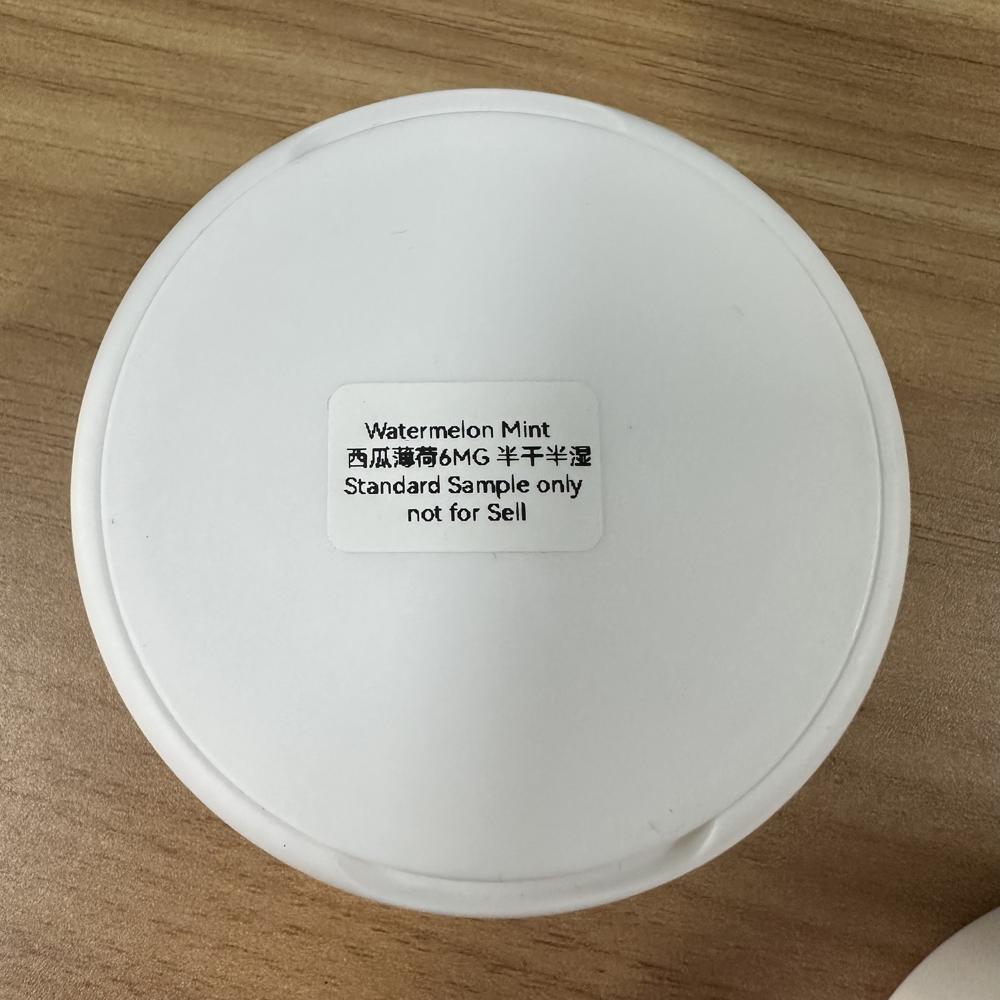 Watermelon Mint
西瓜薄荷6MG 半干半湿
Standard Sample only
not for Sell